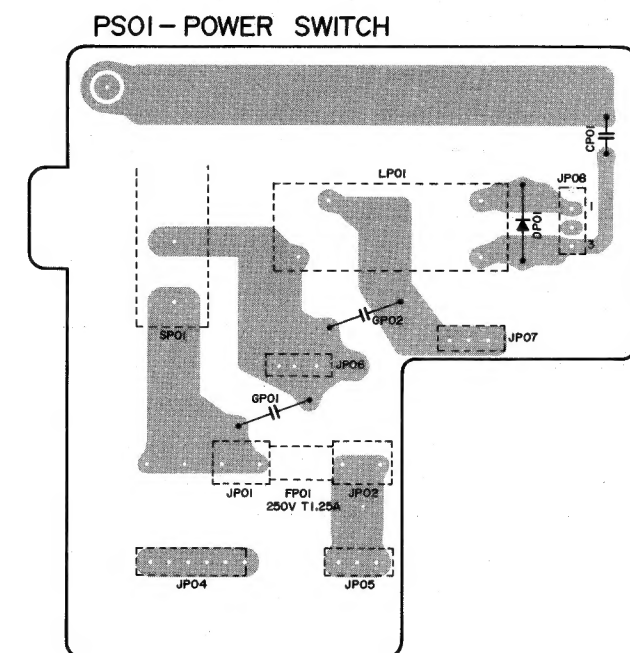 PS01-POWER SWITCH
CP01
LP01
JP08
1
DP01
3
SP01
GP02
JP07
JP06
GP01
JP01
FP01
250V T1.25A
JP02
JP04
JP05